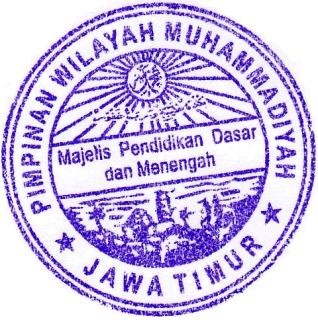 PIMPINAN WILAYAH MUHAMMADIYAH
Majelis Pendidikan Dasar
dan Menengah
JAWA TIMUR